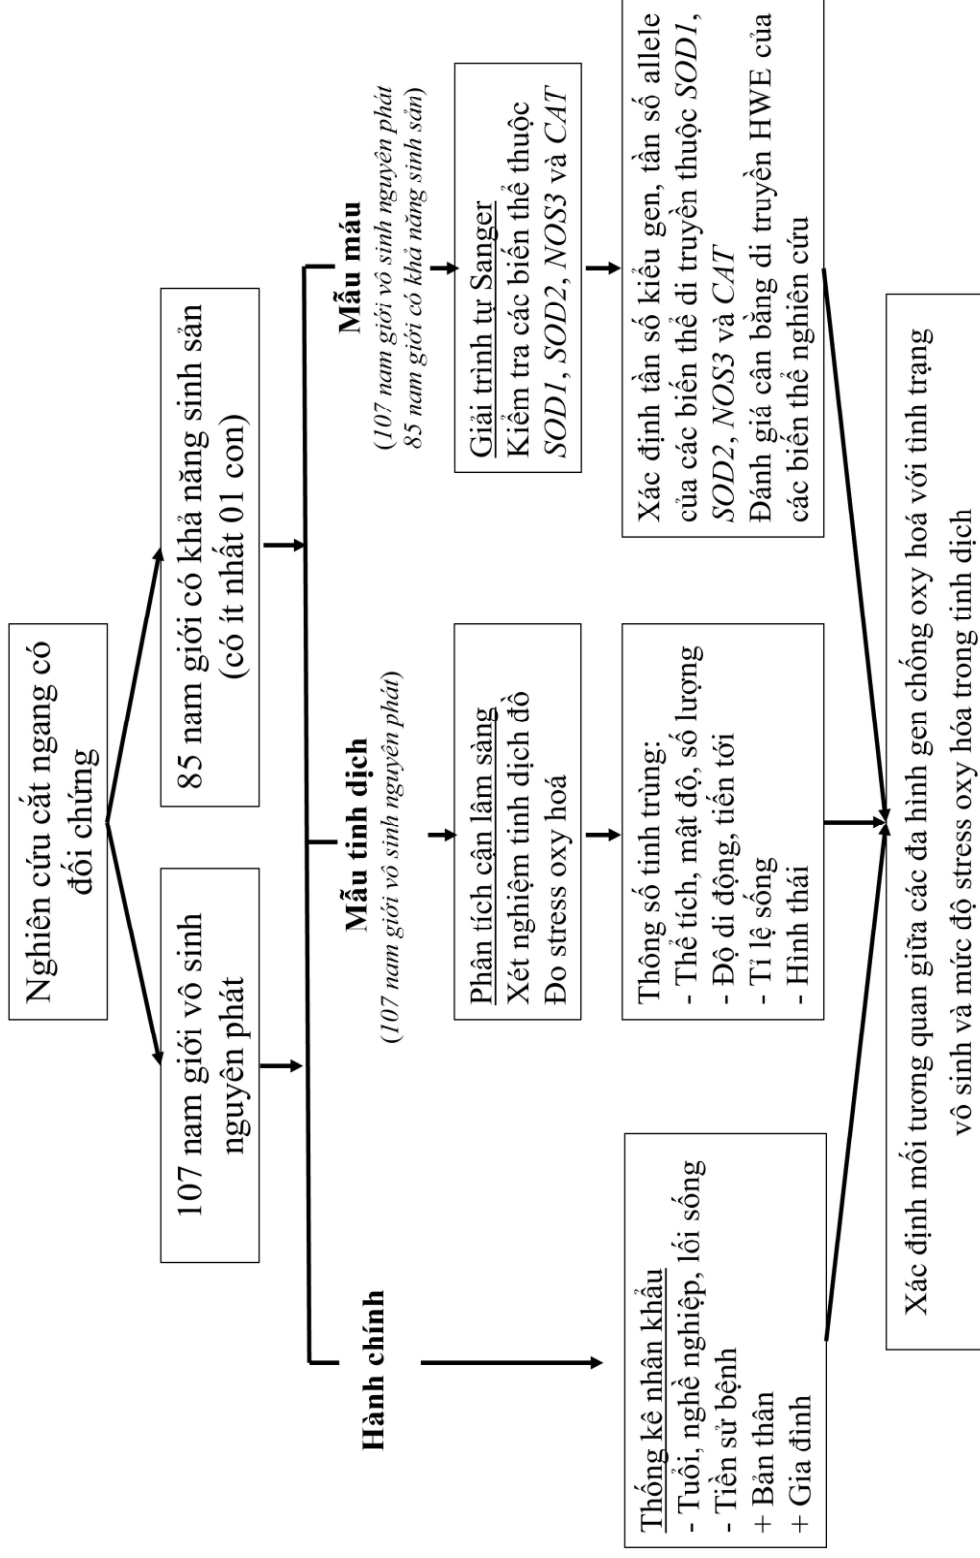 Nghiên cứu cắt ngang có
đối chứng
107 nam giới vô sinh
nguyên phát
85 nam giới có khả năng sinh sản
(có ít nhất 01 con)
Hành chính
Thống kê nhân khẩu
- Tuổi, nghề nghiệp, lối sống
- Tiền sử bệnh
+ Bản thân
+ Gia đình
Mẫu tinh dịch
(107 nam giới vô sinh nguyên phát)
Phân tích cận lâm sàng
Xét nghiệm tinh dịch đồ
Đo stress oxy hoá
Thông số tinh trùng:
- Thể tích, mật độ, số lượng
- Độ di động, tiến tới
- Tỉ lệ sống
- Hình thái
Mẫu máu
(107 nam giới vô sinh nguyên phát
85 nam giới có khả năng sinh sản)
Giải trình tự Sanger
Kiểm tra các biến thể thuộc
SOD1, SOD2, NOS3 và CAT
Xác định tần số kiểu gen, tần số allele
của các biến thể di truyền thuộc SOD1,
SOD2, NOS3 và CAT
Đánh giá cân bằng di truyền HWE của
các biến thể nghiên cứu
Xác định mối tương quan giữa các đa hình gen chống oxy hoá với tình trạng
vô sinh và mức độ stress oxy hóa trong tinh dịch